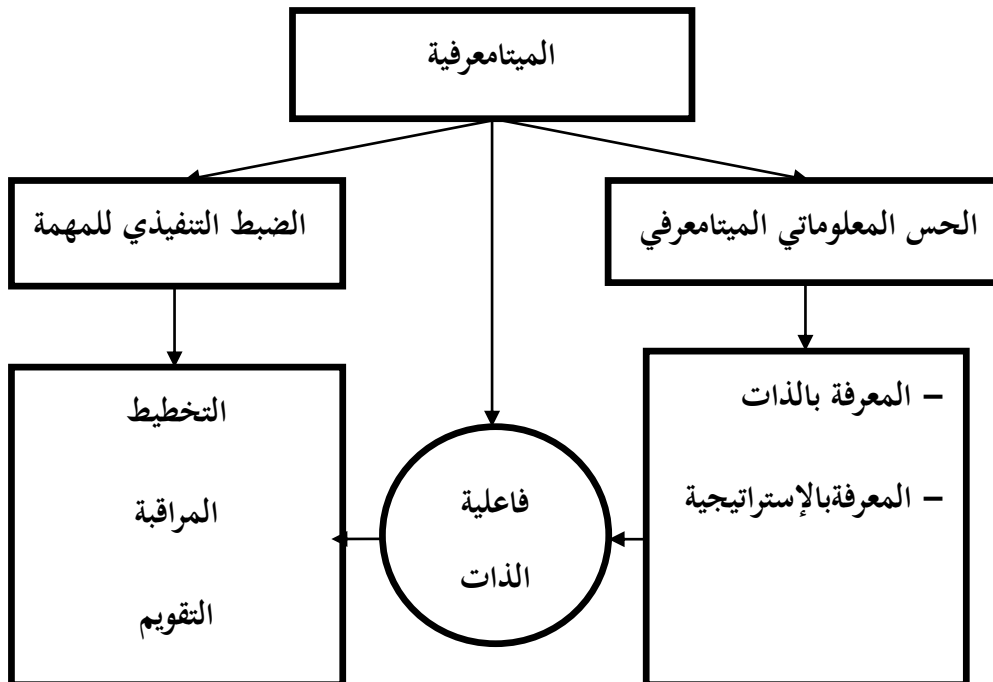 الميتامعرفية
الحس المعلوماتي الميتامعرفي
الضبط التنفيذي للمهمة
– المعرفة بالذات
– المعرفةبالإستراتيجية
فاعلية
الذات
التخطيط
المراقبة
التقويم